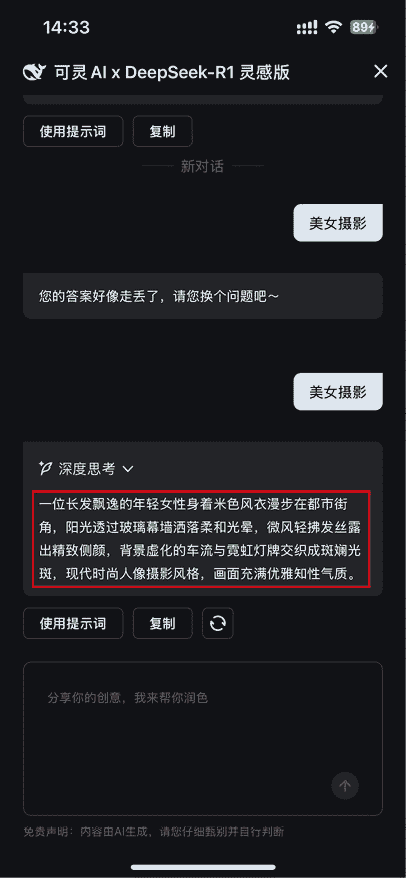 14:33
89
可灵 AI x DeepSeek-R1 灵感版
使用提示词
复制
新对话
美女摄影
您的答案好像走丢了，请您换个问题吧～
美女摄影
深度思考
一位长发飘逸的年轻女性身着米色风衣漫步在都市街
角，阳光透过玻璃幕墙洒落柔和光晕，微风轻拂发丝露
出精致侧颜，背景虚化的车流与霓虹灯牌交织成斑斓光
斑，现代时尚人像摄影风格，画面充满优雅知性气质。
使用提示词
复制
分享你的创意，我来帮你润色
免责声明：内容由AI生成，请您仔细甄别并自行判断